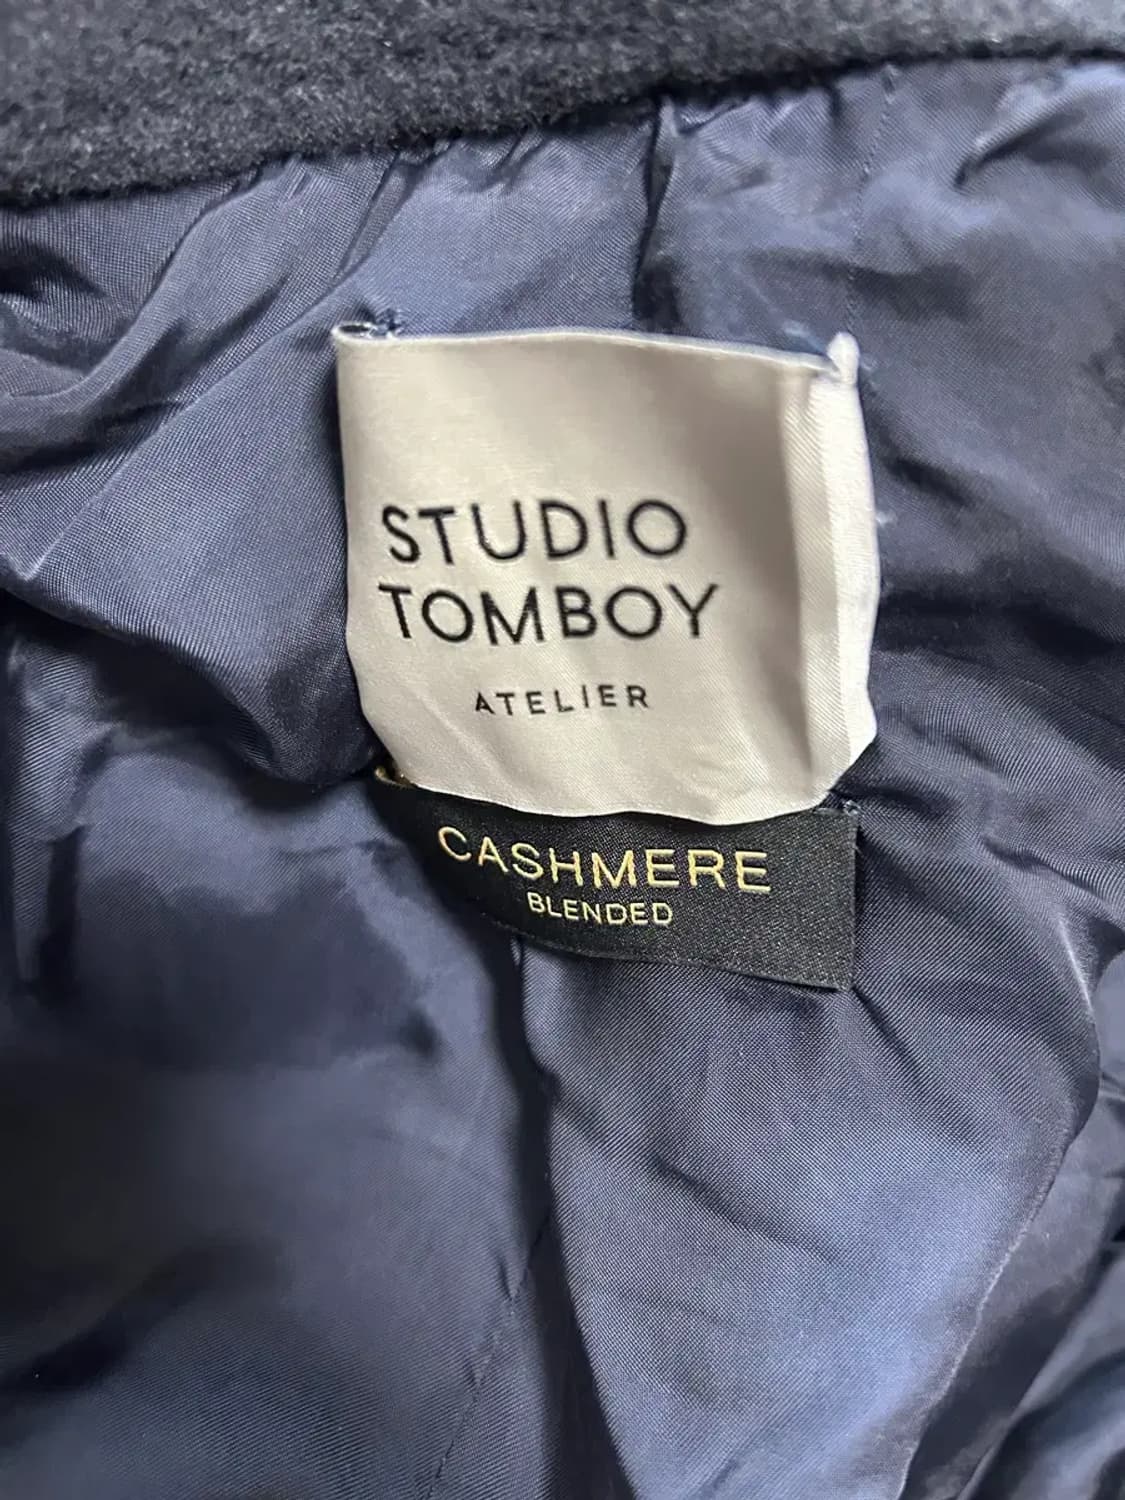 STUDIO
TOMBOY
ATELIER
CASHMERE
BLENDED